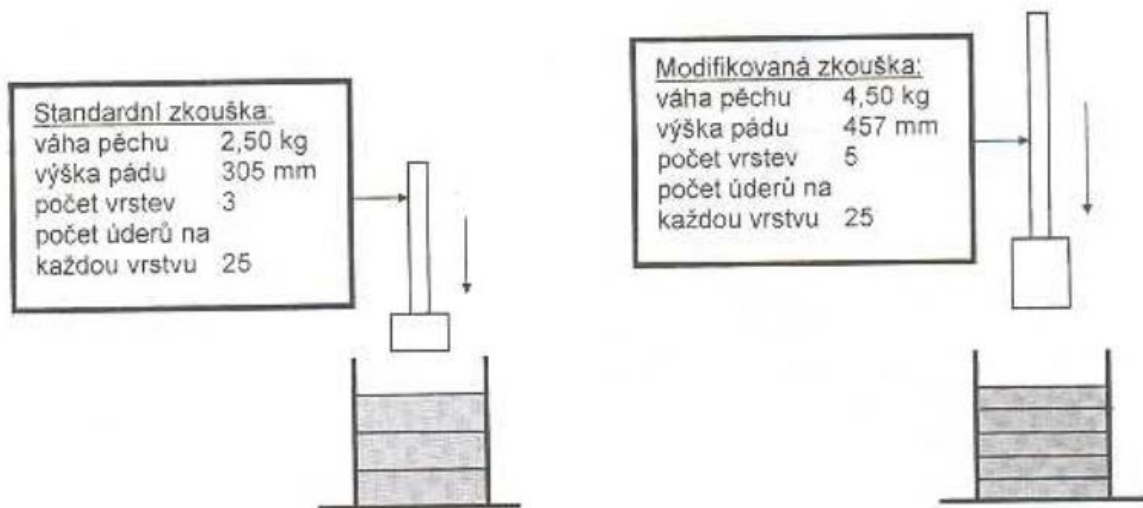 Standardní zkouška:
váha pěchu 2,50 kg
výška pádu 305 mm
počet vrstev 3
počet úderů na
každou vrstvu 25
Modifikovaná zkouška:
váha pěchu 4,50 kg
výška pádu 457 mm
počet vrstev 5
počet úderů na
každou vrstvu 25